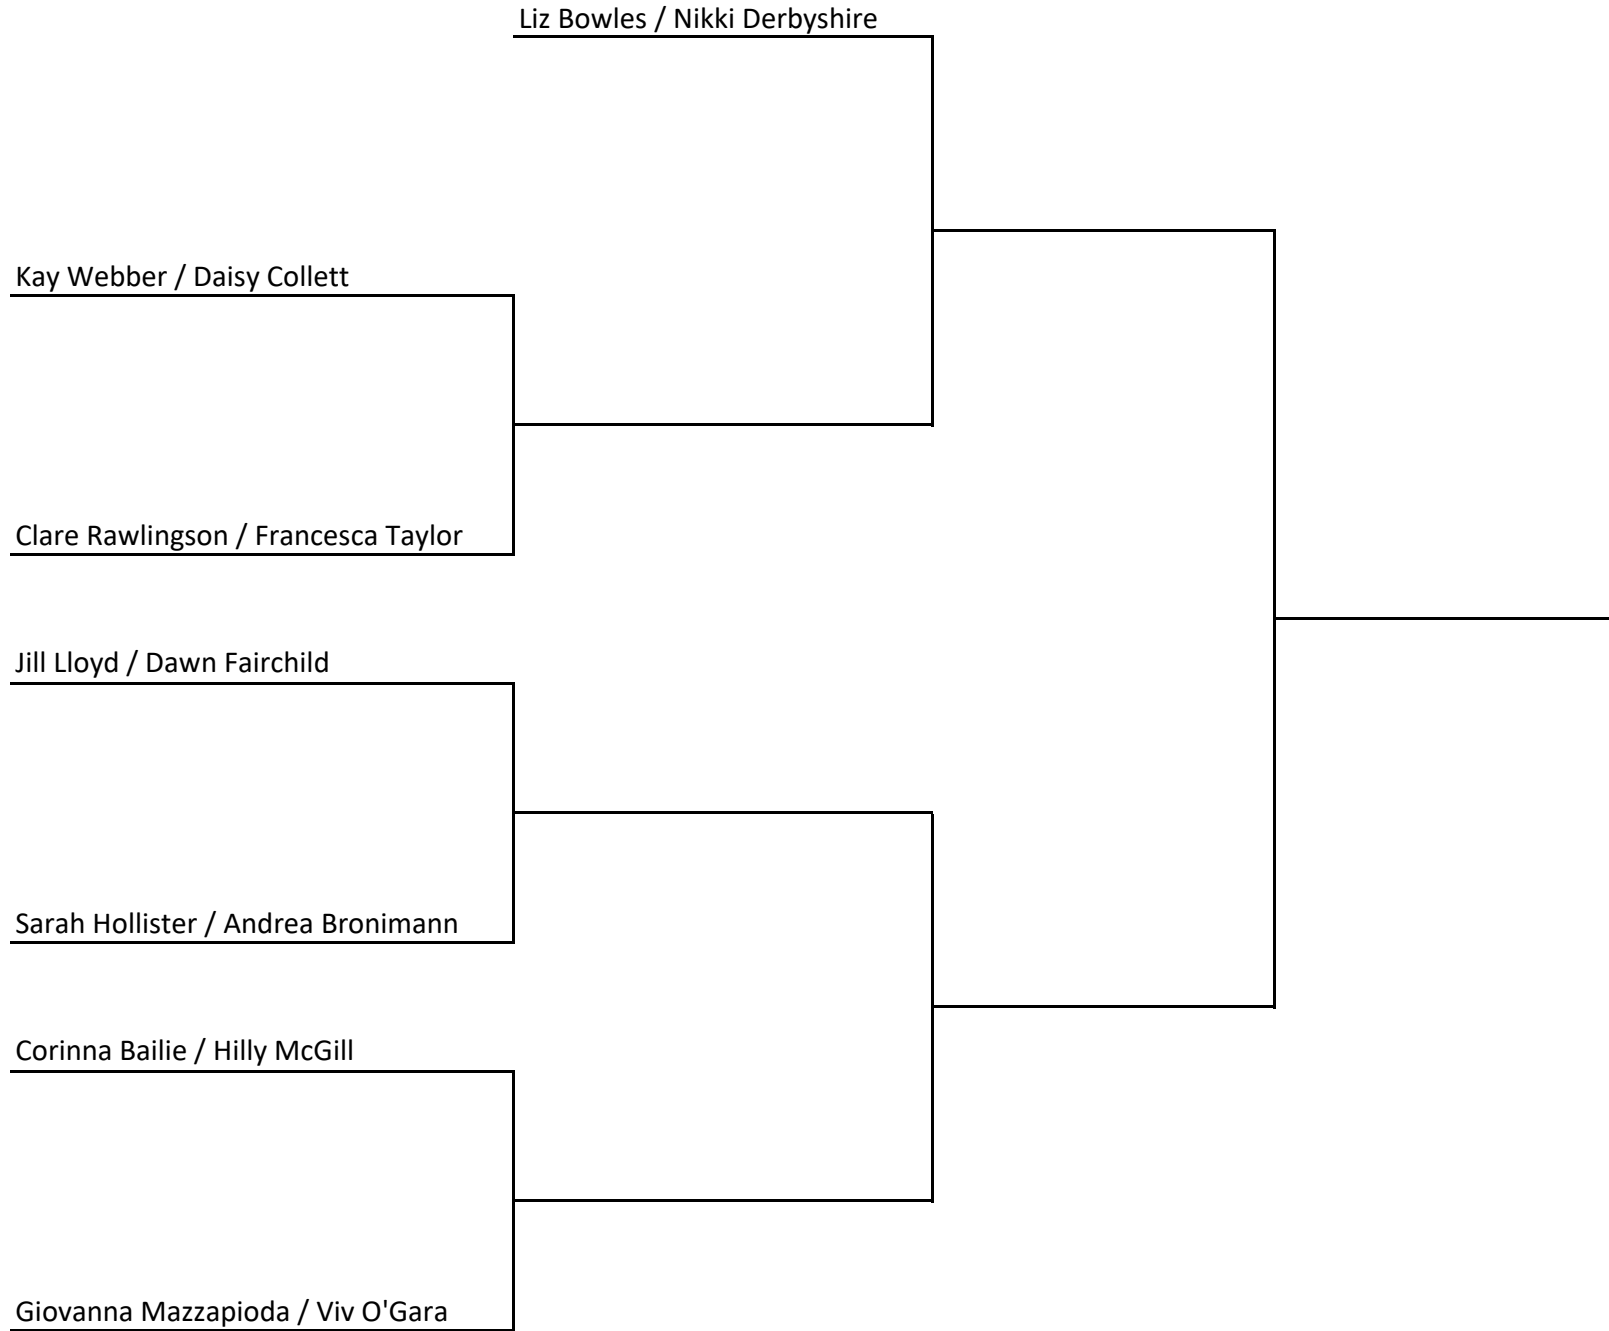 Liz Bowles / Nikki Derbyshire
Kay Webber / Daisy Collett
Clare Rawlingson / Francesca Taylor
Jill Lloyd / Dawn Fairchild
Sarah Hollister / Andrea Bronimann
Corinna Bailie / Hilly McGill
Giovanna Mazzapioda / Viv O'Gara